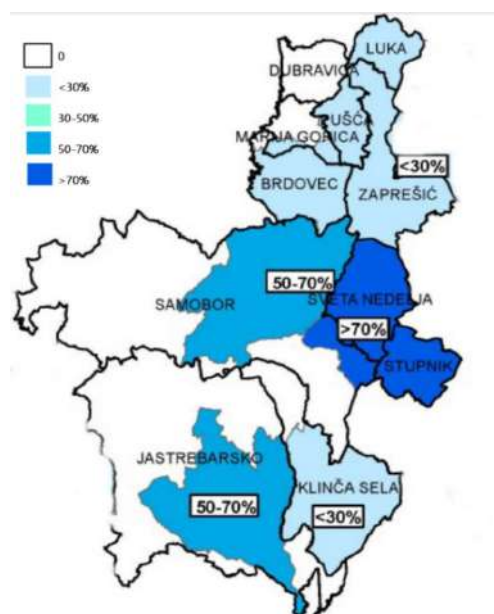 0
<30%
30-50%
50-70%
>70%
LUKA
DUBRAVICA
PUŠĆA
MARIJA GORICA
<30%
BRDOVEC
ZAPREŠIĆ
50-70%
SAMOBOR
SVETA NEDELJA
>70%
STUPNIK
JASTREBARSKO
KLINČA SELA
50-70%
<30%